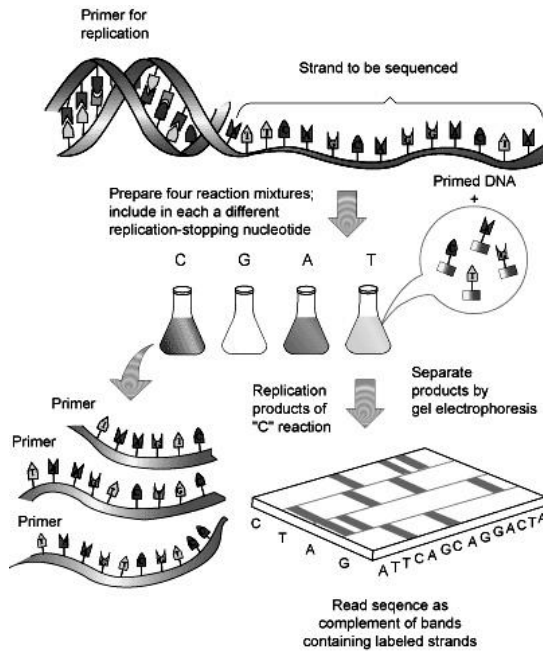 Primer for
replication
Strand to be sequenced
Prepare four reaction mixtures;
include in each a different
replication-stopping nucleotide
Primed DNA
+
C G A T
Replication
products of
"C" reaction
Separate
products by
gel electrophoresis
Primer
Primer
Primer
C T A G
ATTCAGCAGGACTA
Read seqence as
complement of bands
containing labeled strands